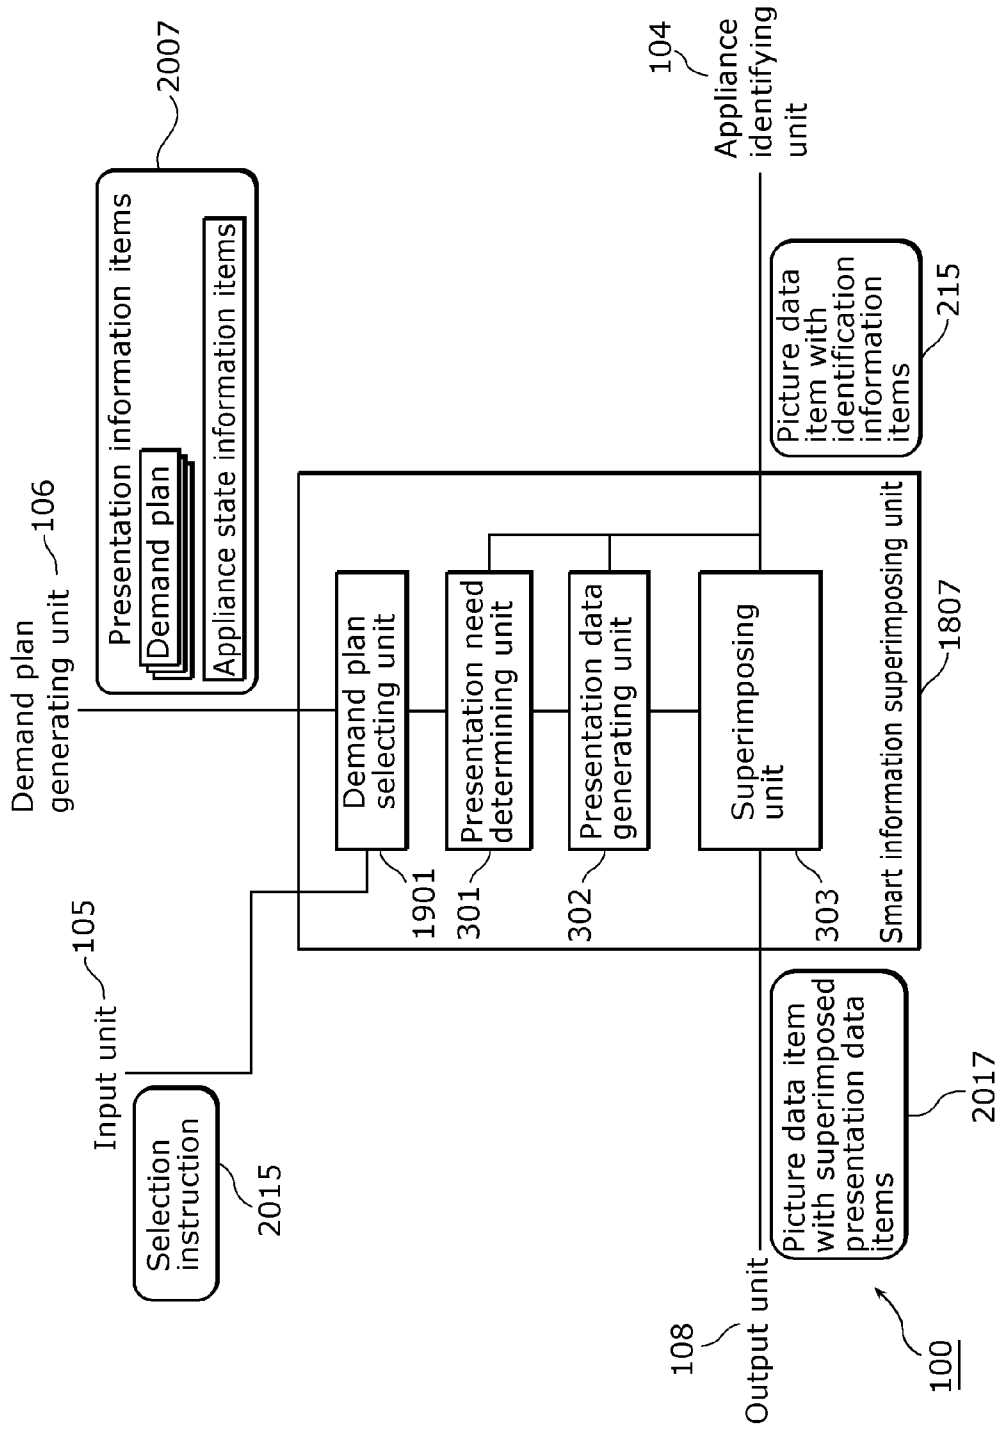 Input unit
105
Selection
instruction
2015
Demand plan
generating unit
106
Presentation information items
Demand plan
Appliance state information items
2007
Demand plan
selecting unit
1901
Presentation need
determining unit
301
Presentation data
generating unit
302
Superimposing
unit
303
Smart information superimposing unit
1807
104
Appliance
identifying
unit
Picture data
item with
identification
information
items
215
108
Output unit
Picture data item
with superimposed
presentation data
items
2017
100